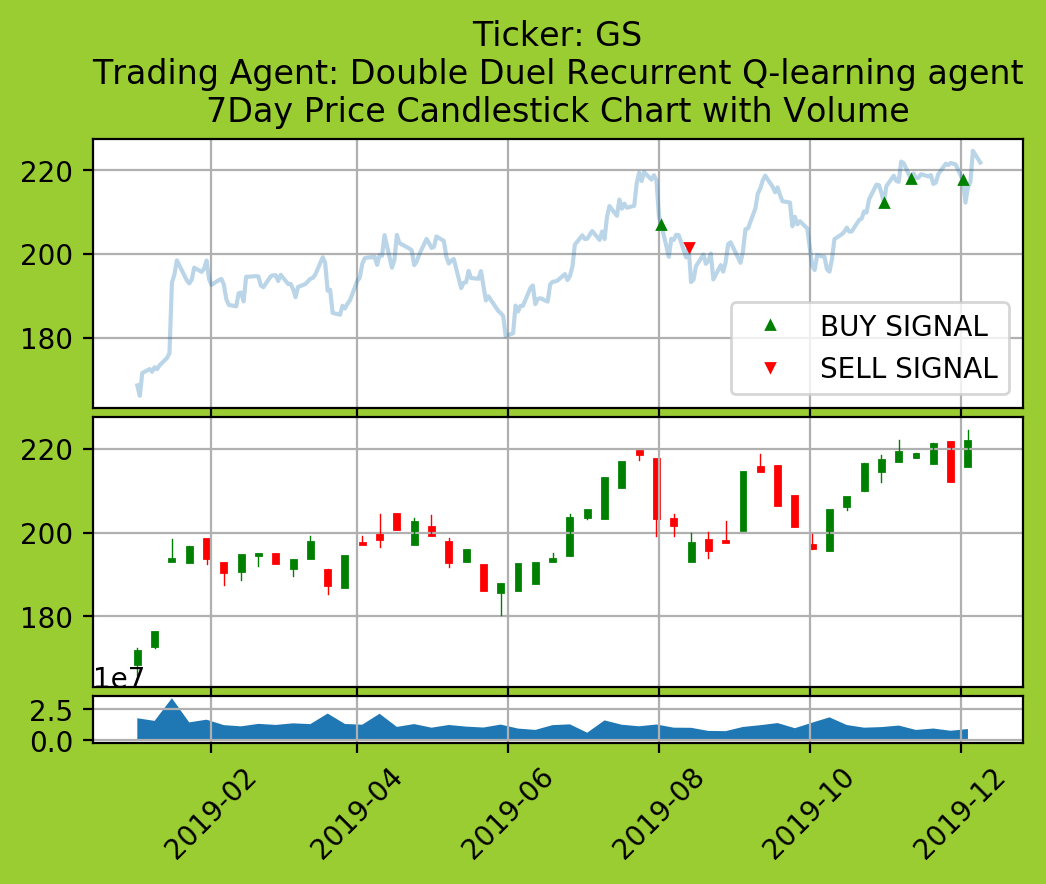 Ticker: GS
Trading Agent: Double Duel Recurrent Q-learning agent
7Day Price Candlestick Chart with Volume
220
200
180
BUY SIGNAL
SELL SIGNAL
220
200
180
1e7
2.5
0.0
2019-02
2019-04
2019-06
2019-08
2019-10
2019-12